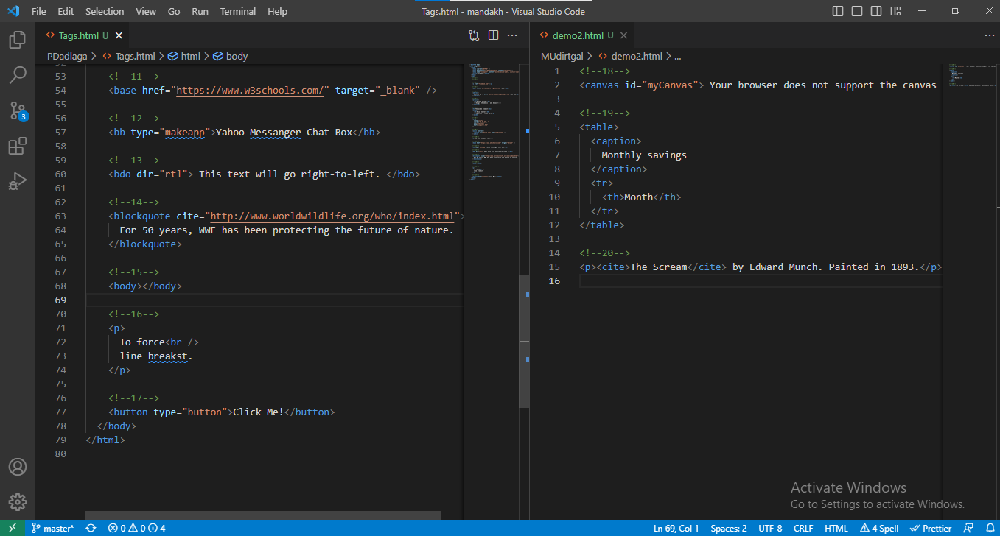 File Edit Selection View Go Run Terminal Help Tags.html - mandakh - Visual Studio Code
Tags.html U
PDadlaga > Tags.html > html > body
53 <!--11-->
54 <base href="https://www.w3schools.com/" target="_blank" />
55
56 <!--12-->
57 <bb type="makeapp">Yahoo Messanger Chat Box</bb>
58
59 <!--13-->
60 <bdo dir="rtl"> This text will go right-to-left. </bdo>
61
62 <!--14-->
63 <blockquote cite="http://www.worldwildlife.org/who/index.html">
64 For 50 years, WWF has been protecting the future of nature.
65 </blockquote>
66
67 <!--15-->
68 <body></body>
69
70 <!--16-->
71 <p>
72 To force<br />
73 line breakst.
74 </p>
75
76 <!--17-->
77 <button type="button">Click Me!</button>
78 </body>
79 </html>
80
demo2.html U
MUdirtgal > demo2.html > ...
1 <!--18-->
2 <canvas id="myCanvas"> Your browser does not support the canvas
3
4 <!--19-->
5 <table>
6 <caption>
7 Monthly savings
8 </caption>
9 <tr>
10 <th>Month</th>
11 </tr>
12 </table>
13
14 <!--20-->
15 <p><cite>The Scream</cite> by Edward Munch. Painted in 1893.</p>
16
Activate Windows
Go to Settings to activate Windows.
3
master* 0 0 4 Ln 69, Col 1 Spaces: 2 UTF-8 CRLF HTML 4 Spell Prettier